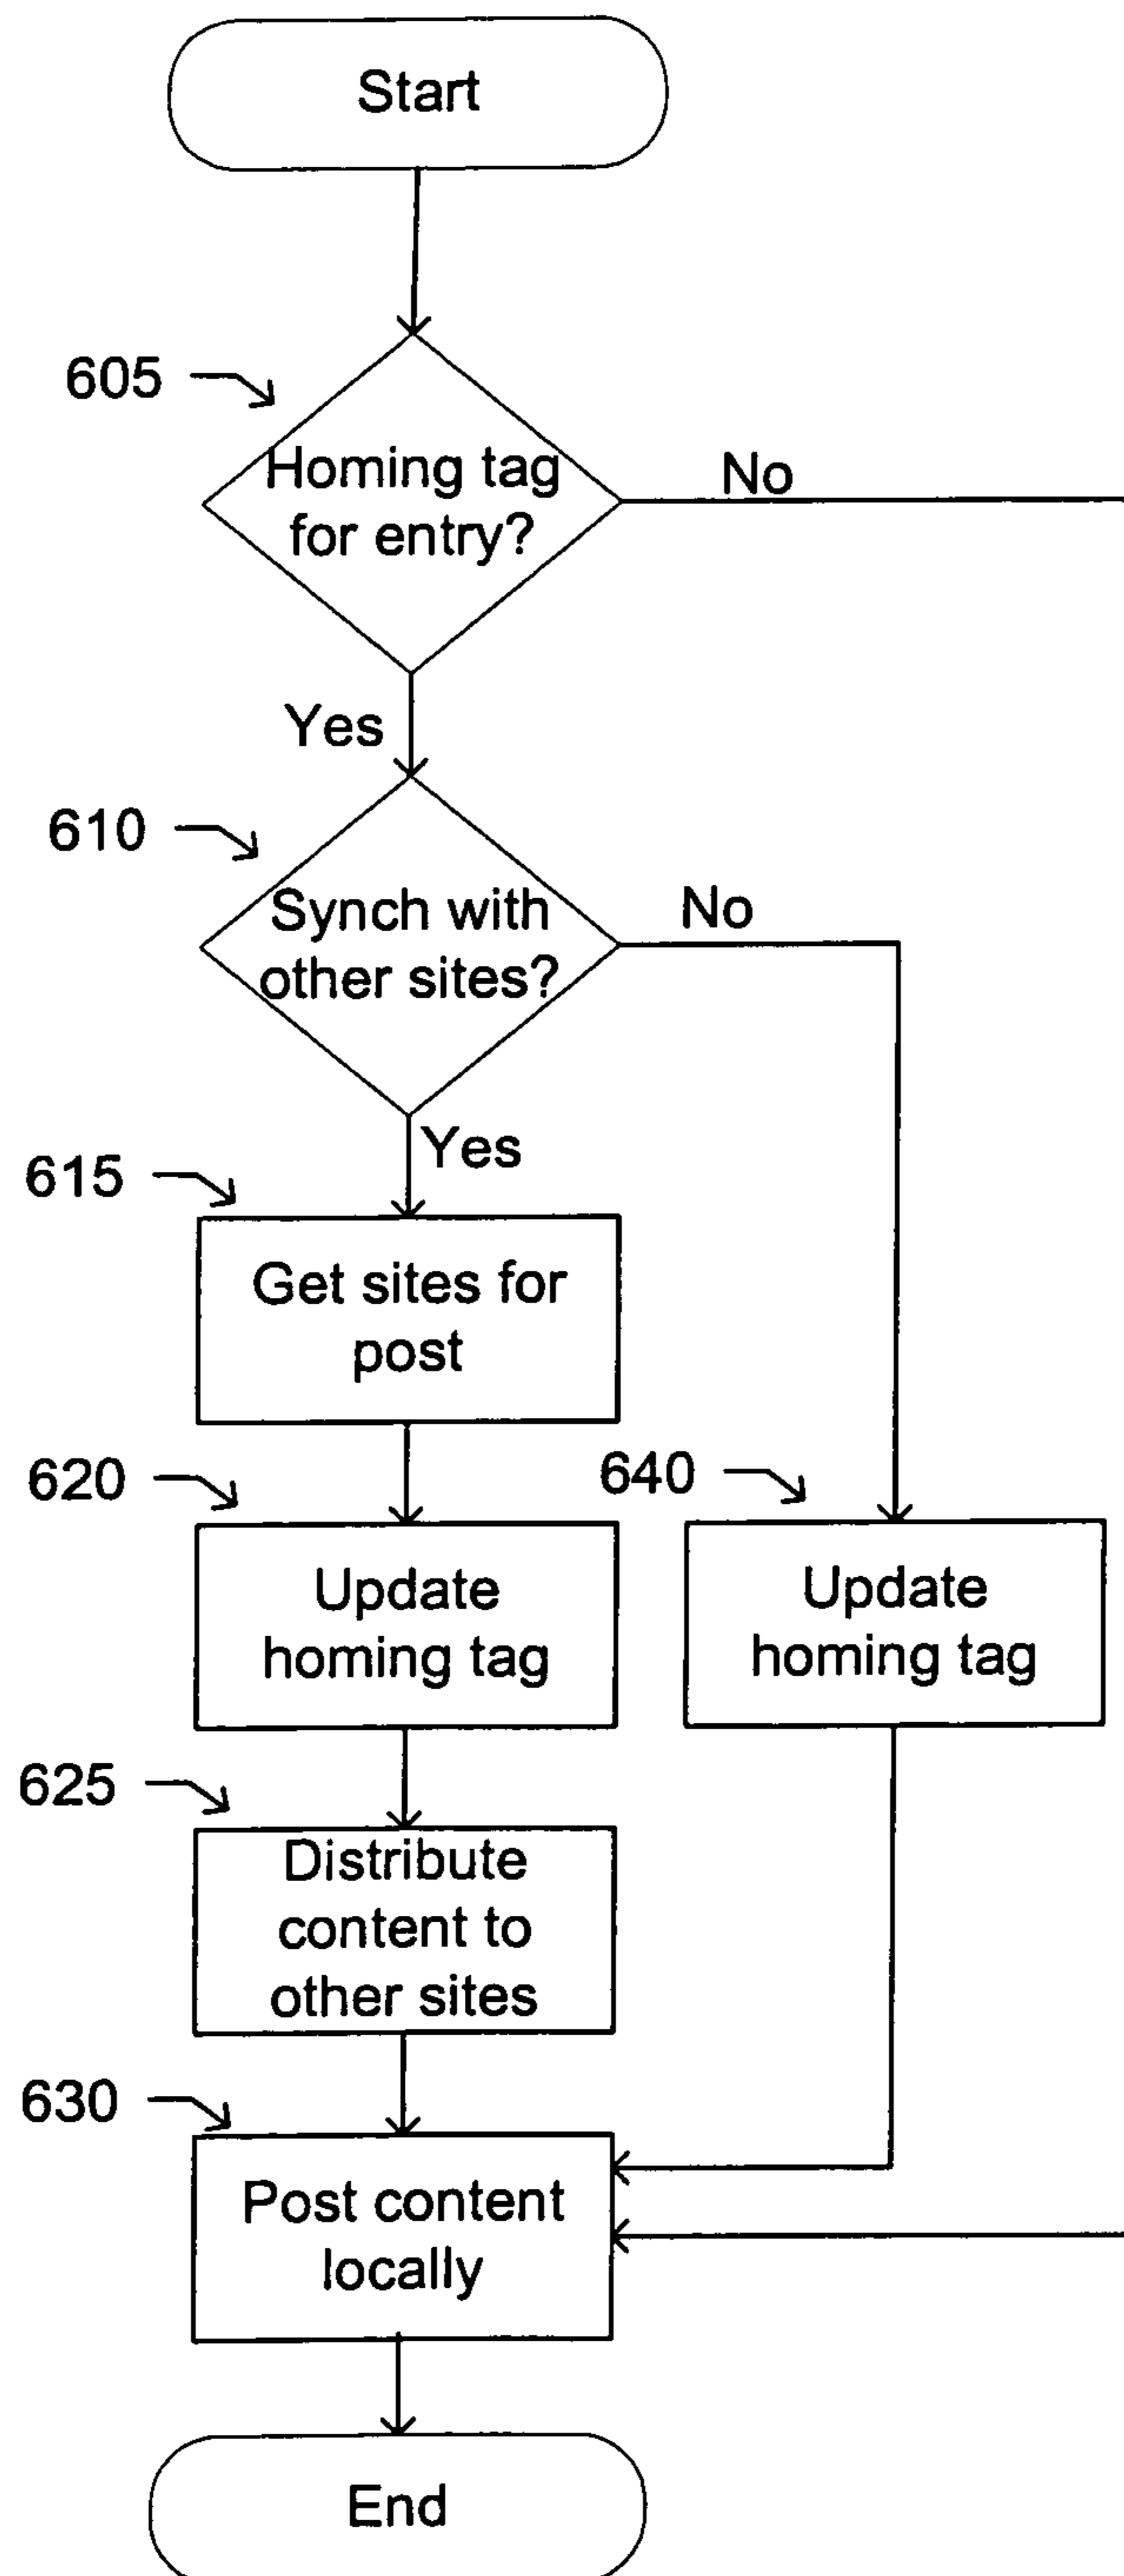 Start
605
Homing tag
for entry?
No
Yes
610
Synch with
other sites?
No
Yes
615
Get sites for
post
620
Update
homing tag
640
Update
homing tag
625
Distribute
content to
other sites
630
Post content
locally
End